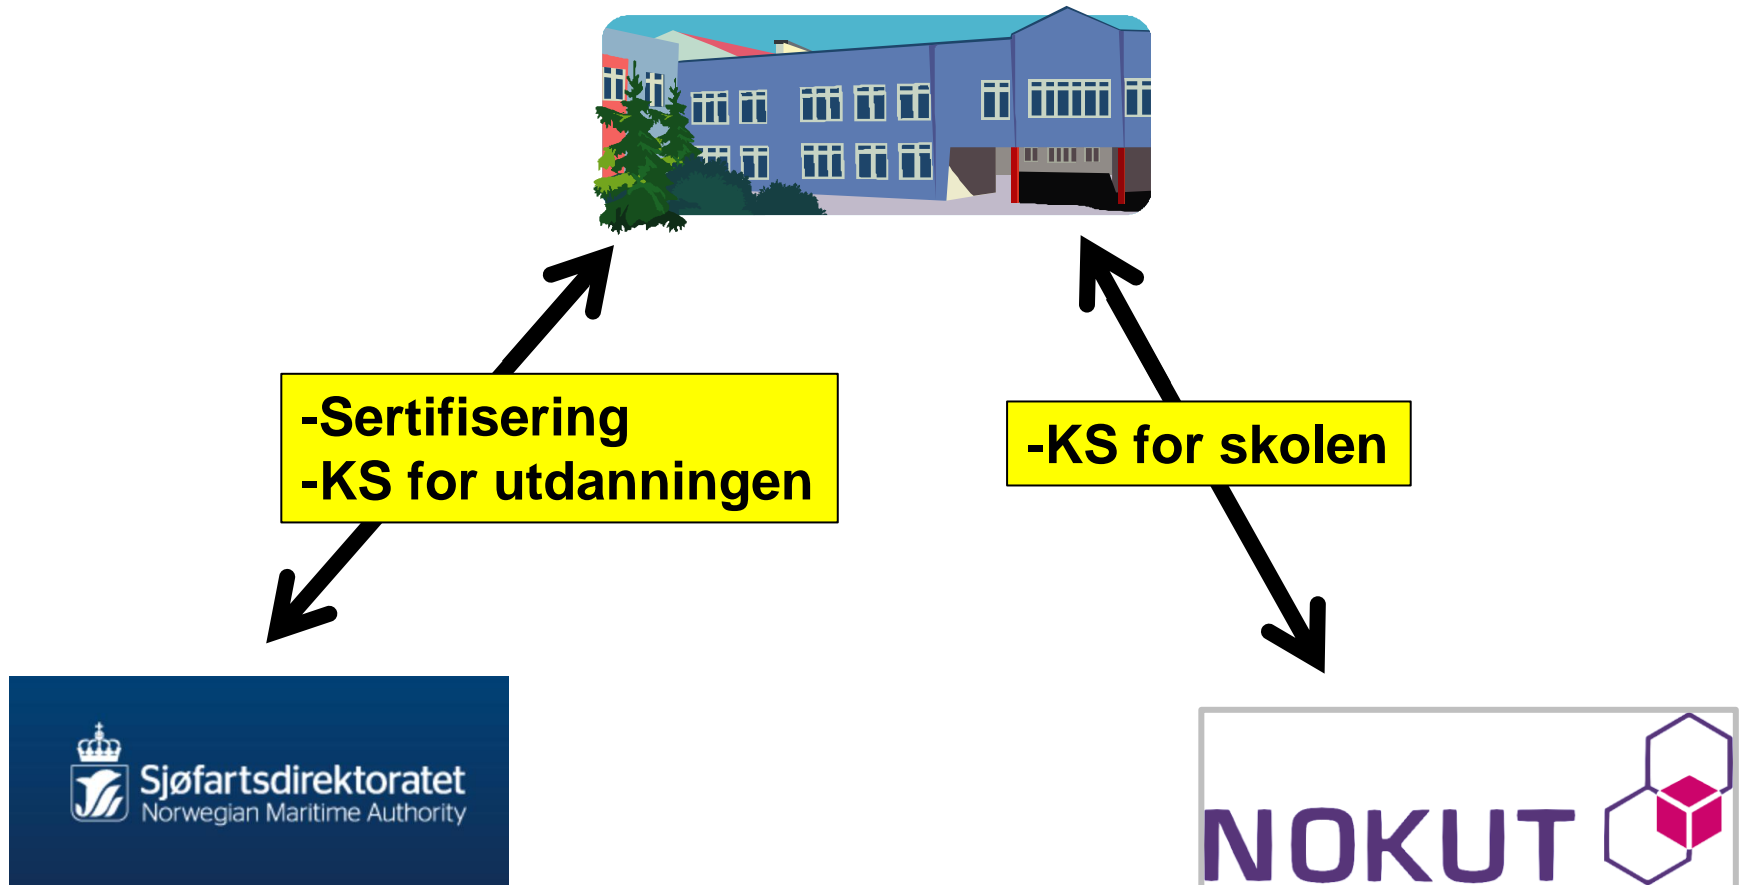 -Sertifisering
-KS for utdanningen
-KS for skolen
Sjøfartsdirektoratet
Norwegian Maritime Authority
NOKUT